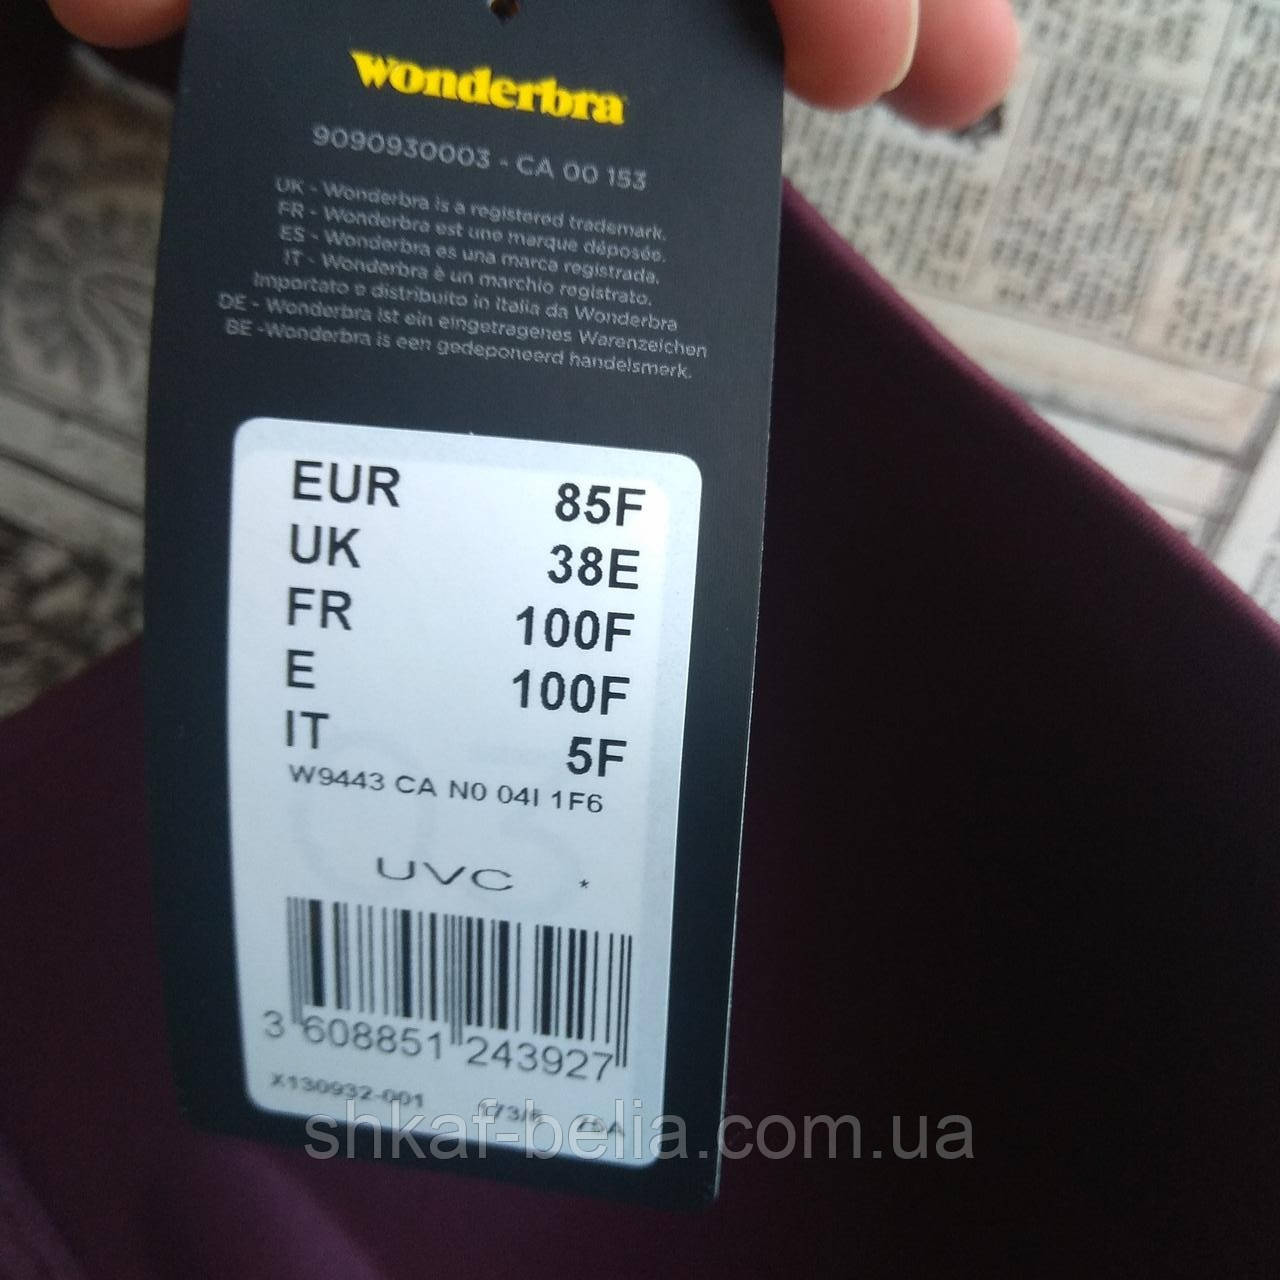 Wonderbra
9090930003 - CA 00 153
UK - Wonderbra is a registered trademark.
FR - Wonderbra est une marque déposée.
ES - Wonderbra es una marca registrada.
IT - Wonderbra è un marchio registrato.
Importato e distribuito in Italia da Wonderbra
DE - Wonderbra ist ein eingetragenes Warenzeichen
BE -Wonderbra is een gedeponeerd handelsmerk.
EUR 85F
UK 38E
FR 100F
E 100F
IT 5F
W9443 CA N0 04I 1F6
UVC *
3 608851 243927
X130932-001 173/6 75A
shkaf-belia.com.ua